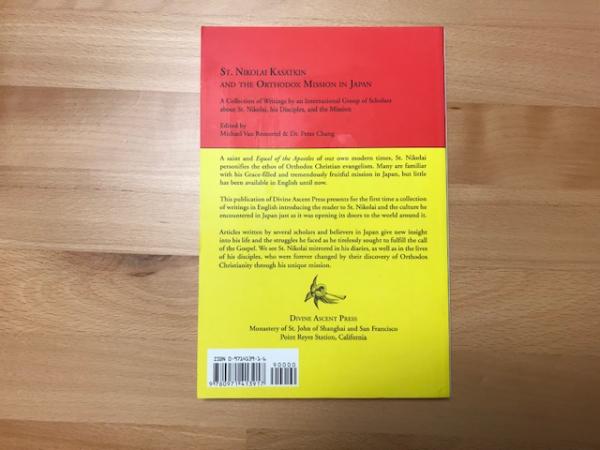 St. Nikolai Kasatkin
and the Orthodox Mission in Japan
A Collection of Writings by an International Group of Scholars
about St. Nikolai, his Disciples, and the Mission
Edited by
Michael Van Remortel & Dr. Peter Chang
A saint and Equal of the Apostles of our own modern times, St. Nikolai
personifies the ethos of Orthodox Christian evangelism. Many are familiar
with his Grace-filled and tremendously fruitful mission in Japan, but little
has been available in English until now.
This publication of Divine Ascent Press presents for the first time a collection
of writings in English introducing the reader to St. Nikolai and the culture he
encountered in Japan just as it was opening its doors to the world around it.
Articles written by several scholars and believers in Japan give new insight
into his life and the struggles he faced as he tirelessly sought to fulfill the call
of the Gospel. We see St. Nikolai mirrored in his diaries, as well as in the lives
of his disciples, who were forever changed by their discovery of Orthodox
Christianity through his unique mission.
Divine Ascent Press
Monastery of St. John of Shanghai and San Francisco
Point Reyes Station, California
ISBN 0-9714139-1-6
90000
9 780971 413917